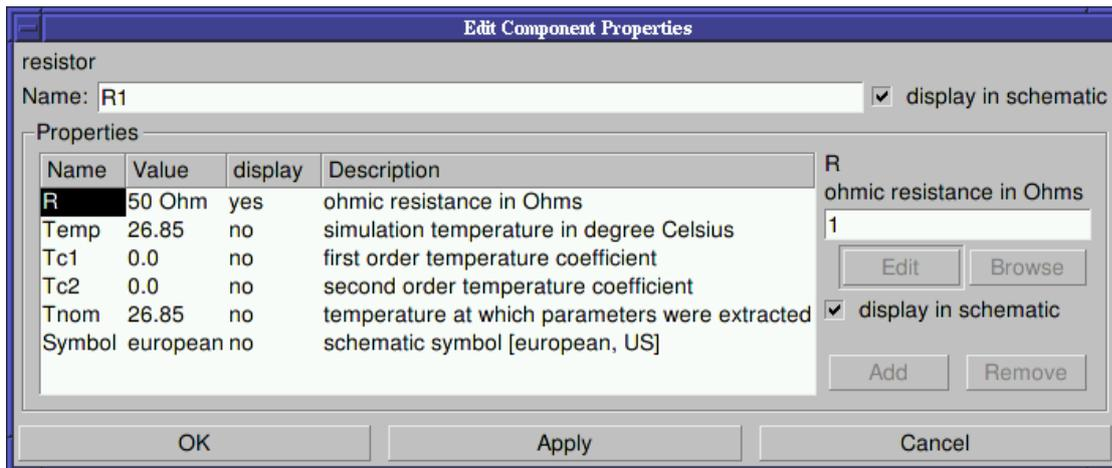 Edit Component Properties
resistor
Name: R1 display in schematic
Properties
Name Value display Description
R 50 Ohm yes ohmic resistance in Ohms
Temp 26.85 no simulation temperature in degree Celsius
Tc1 0.0 no first order temperature coefficient
Tc2 0.0 no second order temperature coefficient
Tnom 26.85 no temperature at which parameters were extracted
Symbol european no schematic symbol [european, US]
R
ohmic resistance in Ohms
1
Edit Browse
display in schematic
Add Remove
OK Apply Cancel